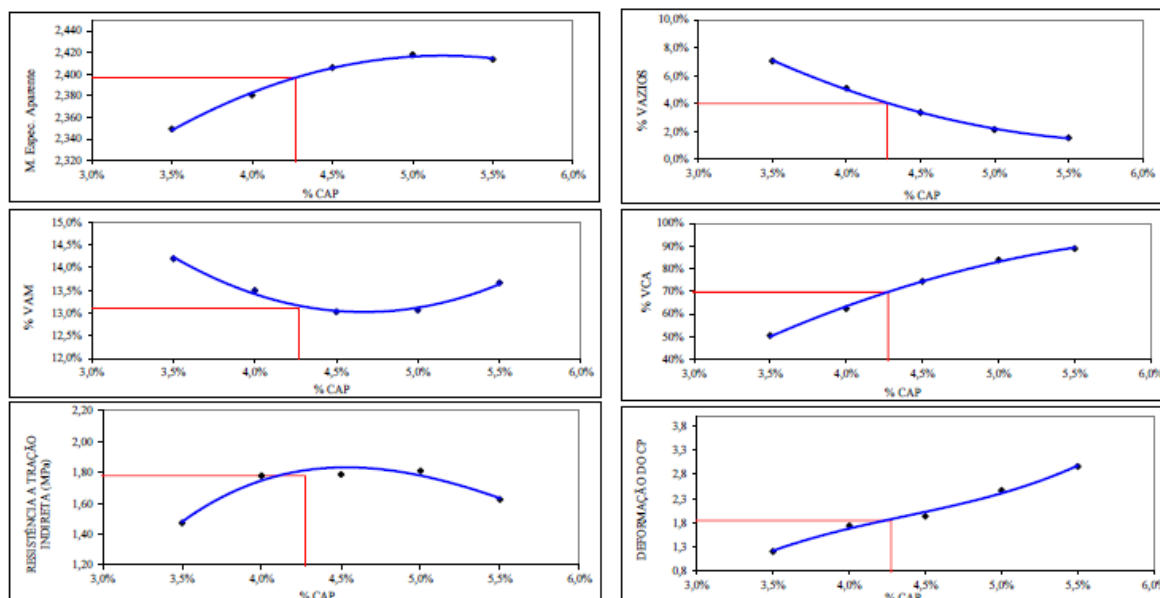 M. Espec. Aparente
2,440
2,420
2,400
2,380
2,360
2,340
2,320
3,0% 3,5% 4,0% 4,5% 5,0% 5,5% 6,0%
% CAP
% VAZIOS
10,0%
8,0%
6,0%
4,0%
2,0%
0,0%
3,0% 3,5% 4,0% 4,5% 5,0% 5,5% 6,0%
% CAP
% VAM
15,0%
14,5%
14,0%
13,5%
13,0%
12,5%
12,0%
3,0% 3,5% 4,0% 4,5% 5,0% 5,5% 6,0%
% CAP
% VCA
100%
90%
80%
70%
60%
50%
40%
3,0% 3,5% 4,0% 4,5% 5,0% 5,5% 6,0%
% CAP
RESISTÊNCIA A TRAÇÃO
INDIRETA (MPa)
2,20
2,00
1,80
1,60
1,40
1,20
3,0% 3,5% 4,0% 4,5% 5,0% 5,5% 6,0%
% CAP
DEFORMAÇÃO DO CP
3,8
3,3
2,8
2,3
1,8
1,3
0,8
3,0% 3,5% 4,0% 4,5% 5,0% 5,5% 6,0%
% CAP